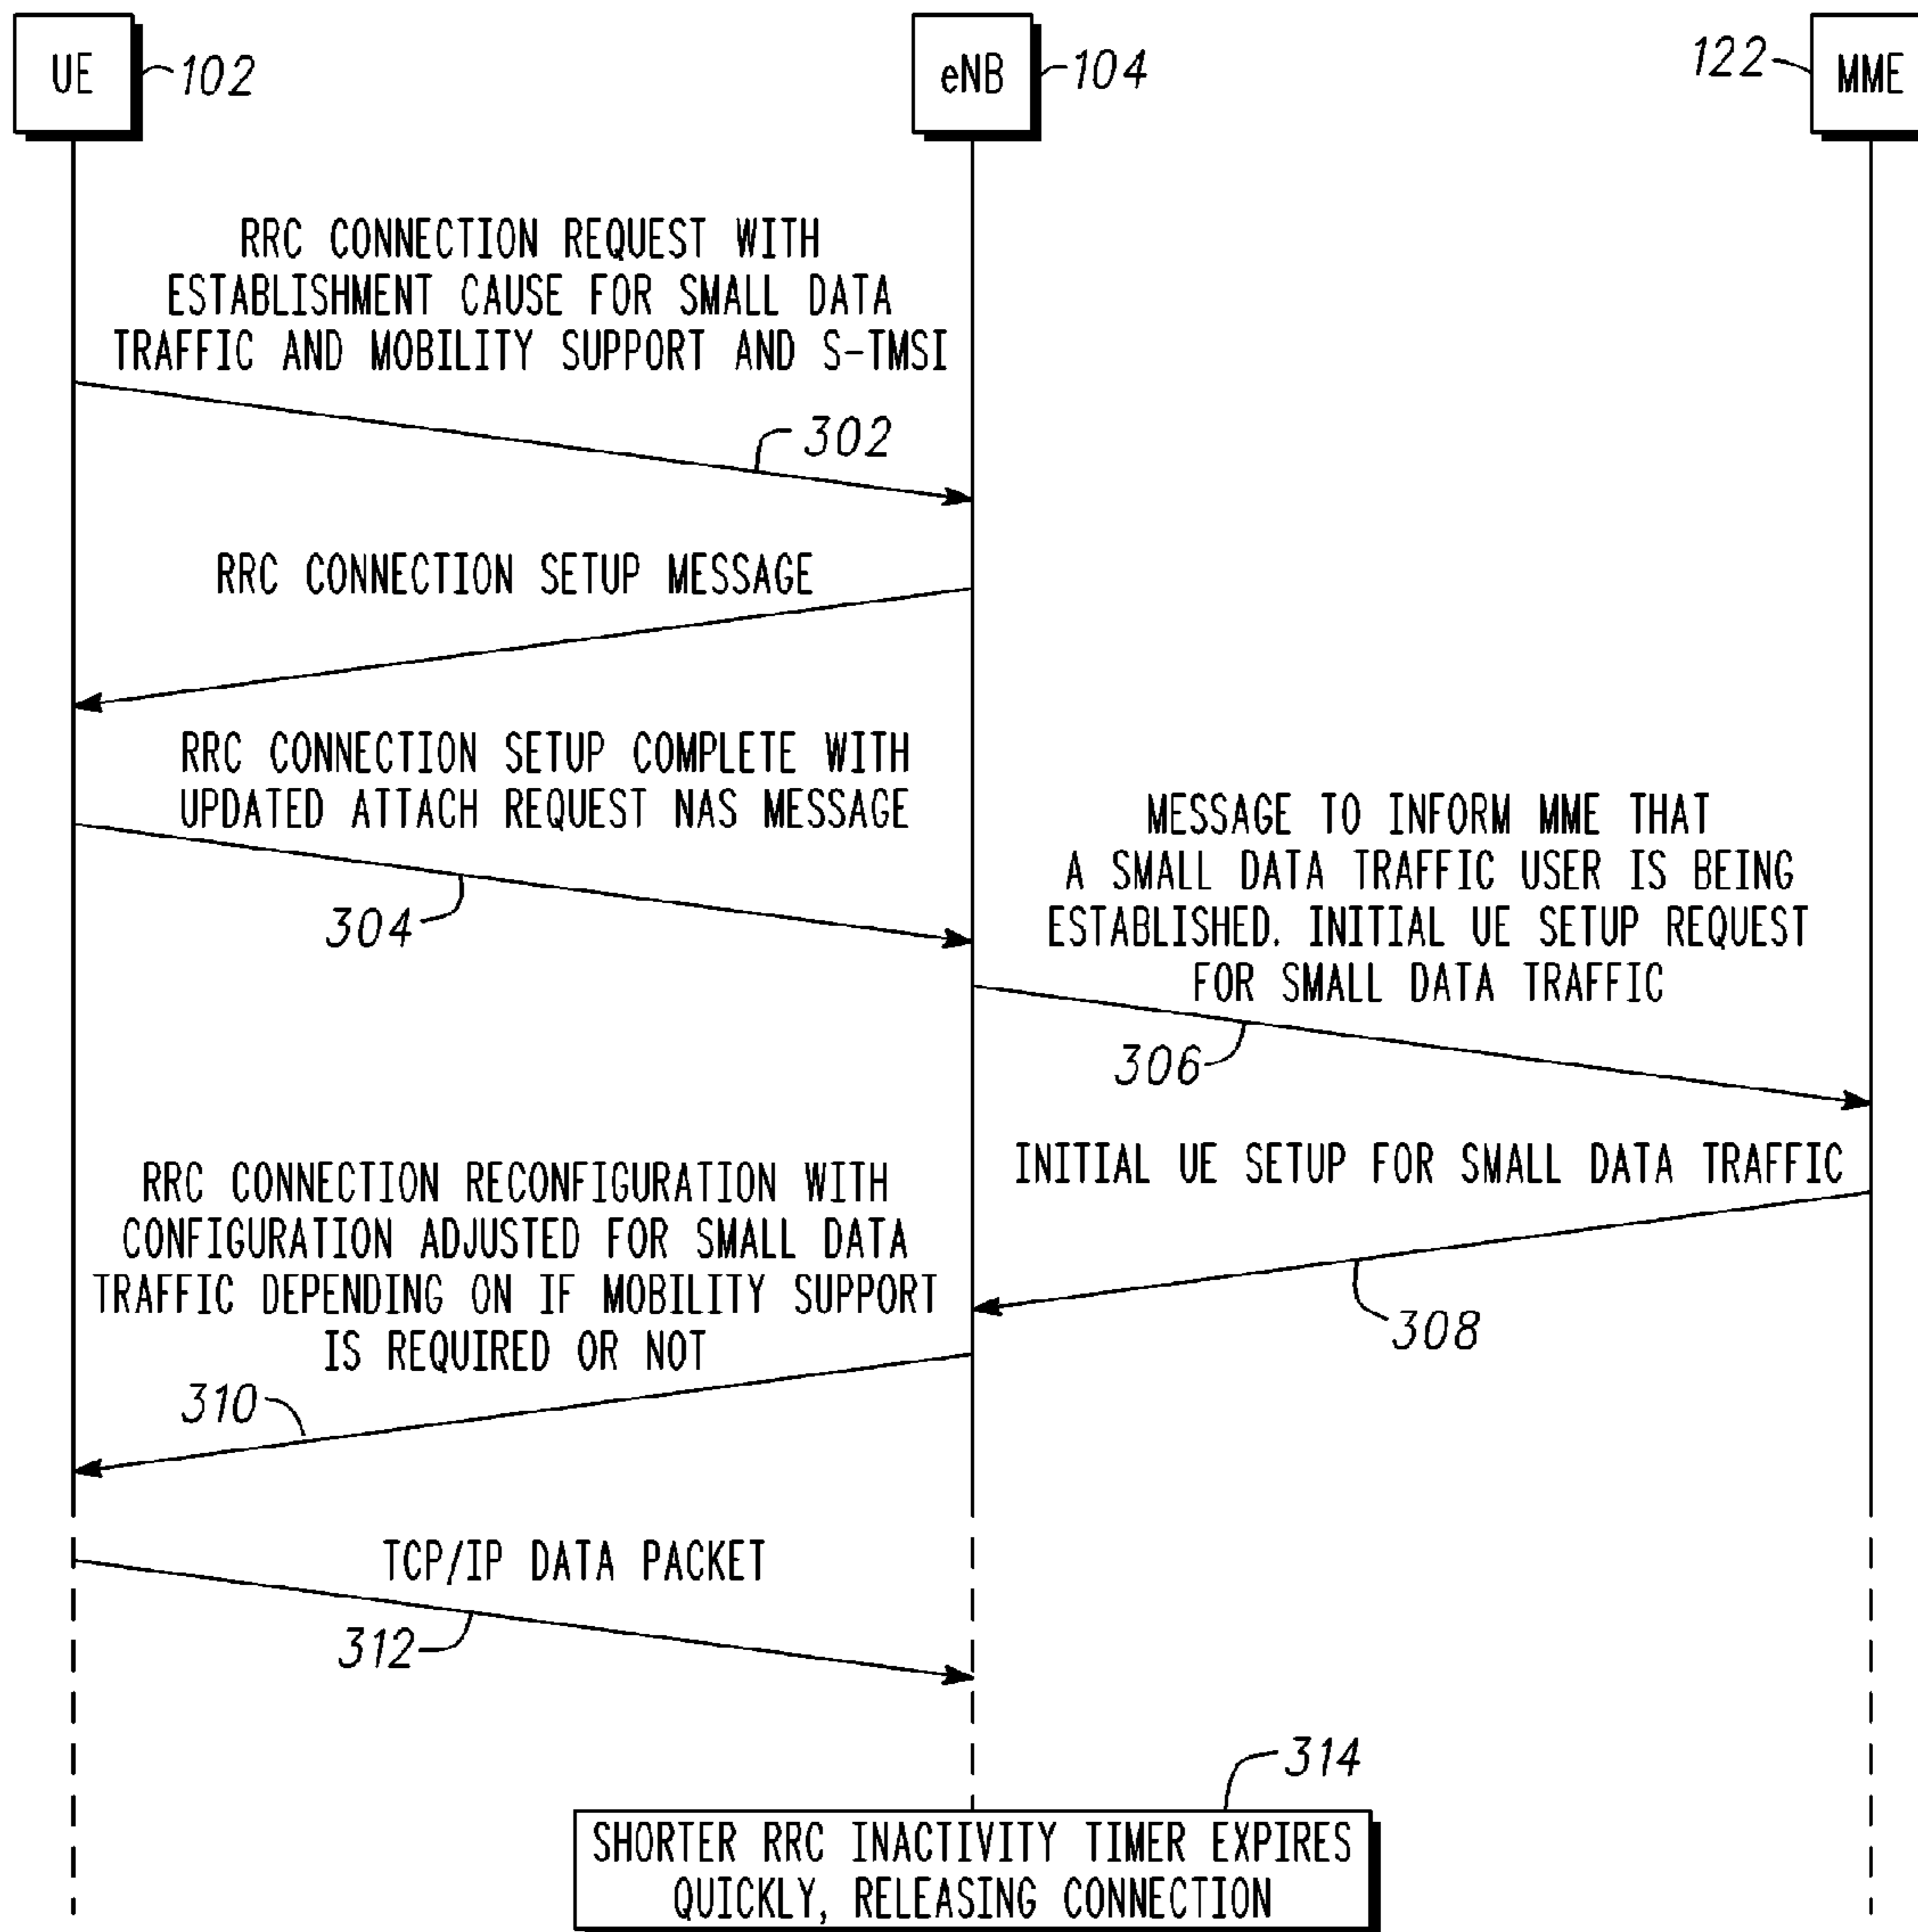 UE
102
eNB
104
122
MME
RRC CONNECTION REQUEST WITH
ESTABLISHMENT CAUSE FOR SMALL DATA
TRAFFIC AND MOBILITY SUPPORT AND S-TMSI
302
RRC CONNECTION SETUP MESSAGE
RRC CONNECTION SETUP COMPLETE WITH
UPDATED ATTACH REQUEST NAS MESSAGE
304
MESSAGE TO INFORM MME THAT
A SMALL DATA TRAFFIC USER IS BEING
ESTABLISHED. INITIAL UE SETUP REQUEST
FOR SMALL DATA TRAFFIC
306
INITIAL UE SETUP FOR SMALL DATA TRAFFIC
308
RRC CONNECTION RECONFIGURATION WITH
CONFIGURATION ADJUSTED FOR SMALL DATA
TRAFFIC DEPENDING ON IF MOBILITY SUPPORT
IS REQUIRED OR NOT
310
TCP/IP DATA PACKET
312
314
SHORTER RRC INACTIVITY TIMER EXPIRES
QUICKLY, RELEASING CONNECTION